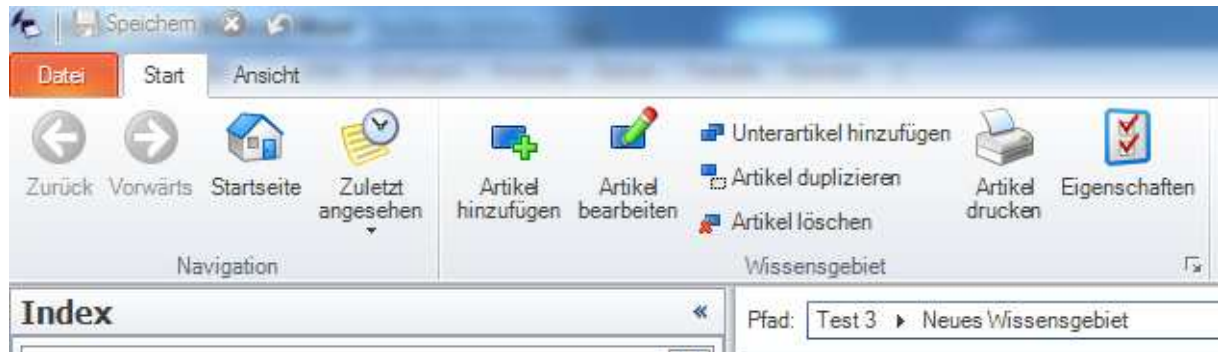 Speichern
Datei Start Ansicht
Zurück Vorwärts Startseite Zuletzt angesehen
Artikel hinzufügen Artikel bearbeiten
Unterartikel hinzufügen
Artikel duplizieren
Artikel löschen
Artikel drucken Eigenschaften
Navigation Wissensgebiet
Index «
Pfad: Test 3 Neues Wissensgebiet